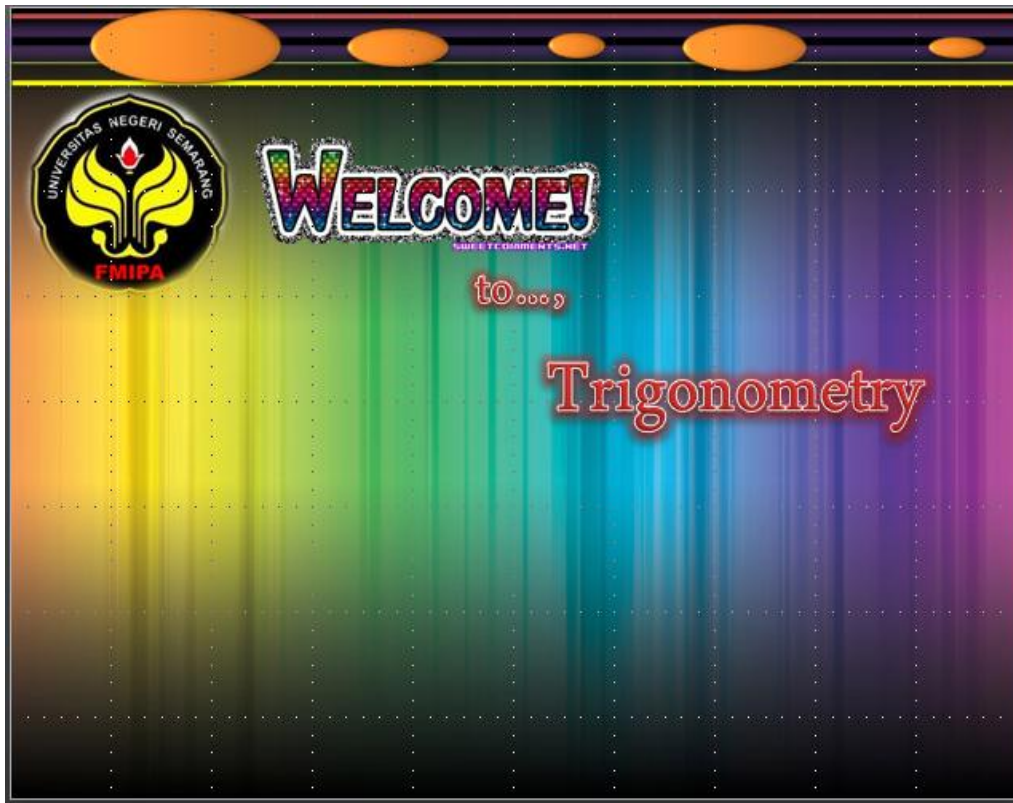 UNIVERSITAS NEGERI SEMARANG
FMIPA
WELCOME!
SWEETCOMMENTS.NET
to...,
Trigonometry